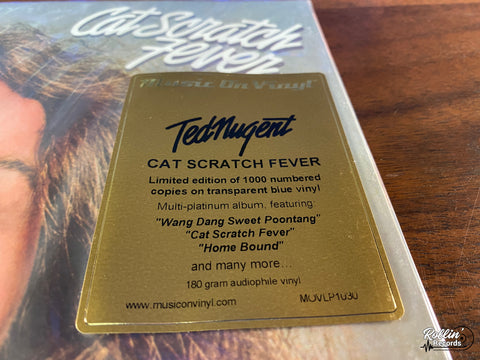 Cat Scratch
Fever
Music On Vinyl
Ted Nugent
CAT SCRATCH FEVER
Limited edition of 1000 numbered
copies on transparent blue vinyl
Multi-platinum album, featuring:
"Wang Dang Sweet Poontang"
"Cat Scratch Fever"
"Home Bound"
and many more...
180 gram audiophile vinyl
www.musiconvinyl.com MOVLP1030
Rollin'
Records